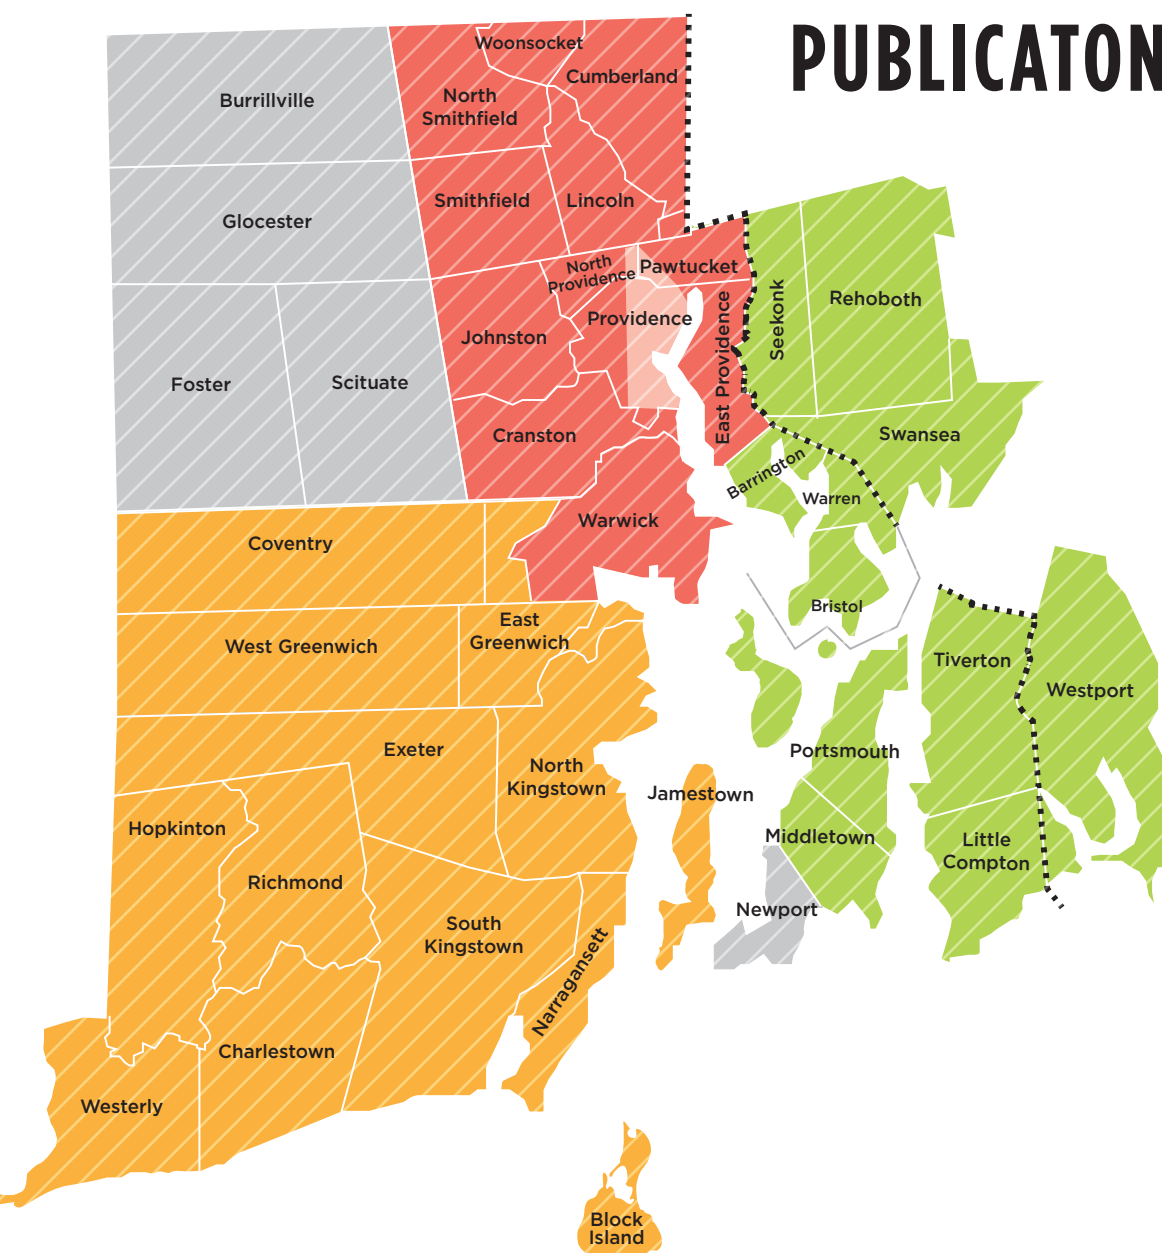 PUBLICATON
Woonsocket
Cumberland
Burrillville
North
Smithfield
Smithfield
Lincoln
Glocester
North
Providence
Pawtucket
Seekonk
Rehoboth
Providence
East Providence
Johnston
Foster
Scituate
Cranston
Swansea
Barrington
Warren
Warwick
Coventry
Bristol
East
Greenwich
West Greenwich
Tiverton
Westport
Exeter
Portsmouth
North
Kingstown
Jamestown
Hopkinton
Middletown
Little
Compton
Richmond
Newport
South
Kingstown
Narragansett
Charlestown
Westerly
Block
Island